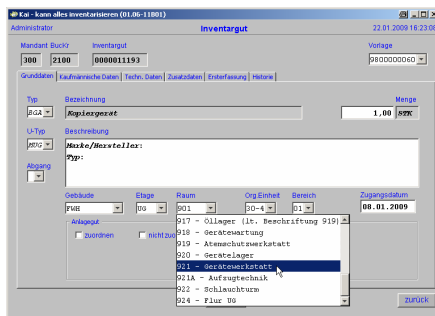 Kai - kann alles inventarisieren (01.06-11B01)
Administrator Inventargut 22.01.2009 16:23:08
Mandant BuckKr Inventargut Vorlage
300 2100 0000011193 9800000060
Grunddaten Kaufmännische Daten Techn. Daten Zusatzdaten Ersterfassung Historie
Typ Bezeichnung Menge
BGA Kopiergerät 1,00 STK
U-Typ Beschreibung
MUG Marke/Hersteller:
Typ:
Abgang
Gebäude Etage Raum Org.Einheit Bereich Zugangsdatum
FWH UG 901 30-4 01 08.01.2009
Anlagegut
zuordnen nicht zuo
917 - Öllager (lt. Beschriftung 919)
918 - Gerätewartung
919 - Atemschutzwerkstatt
920 - Gerätelager
921 - Gerätewerkstatt
921A - Aufzugtechnik
922 - Schlauchturm
924 - Flur UG
zurück